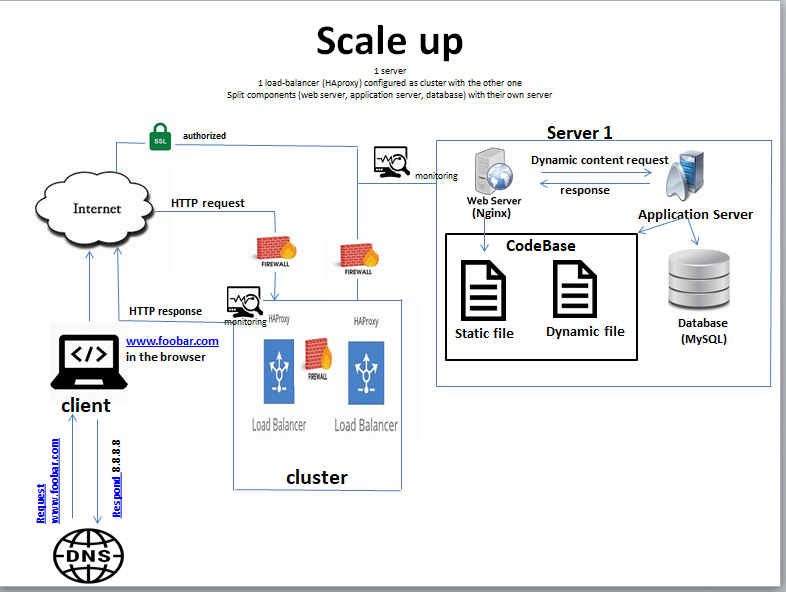 Scale up
1 server
1 load-balancer (HAproxy) configured as cluster with the other one
Split components (web server, application server, database) with their own server
SSL
authorized
monitoring
Server 1
Web Server
(Nginx)
Dynamic content request
response
Application Server
CodeBase
Static file
Dynamic file
Database
(MySQL)
Internet
HTTP request
FIREWALL
FIREWALL
HTTP response
monitoring
HAProxy
HAProxy
FIREWALL
Load Balancer
Load Balancer
cluster
www.foobar.com
in the browser
</>
client
Request
www.foobar.com
Respond 8.8.8.8
DNS